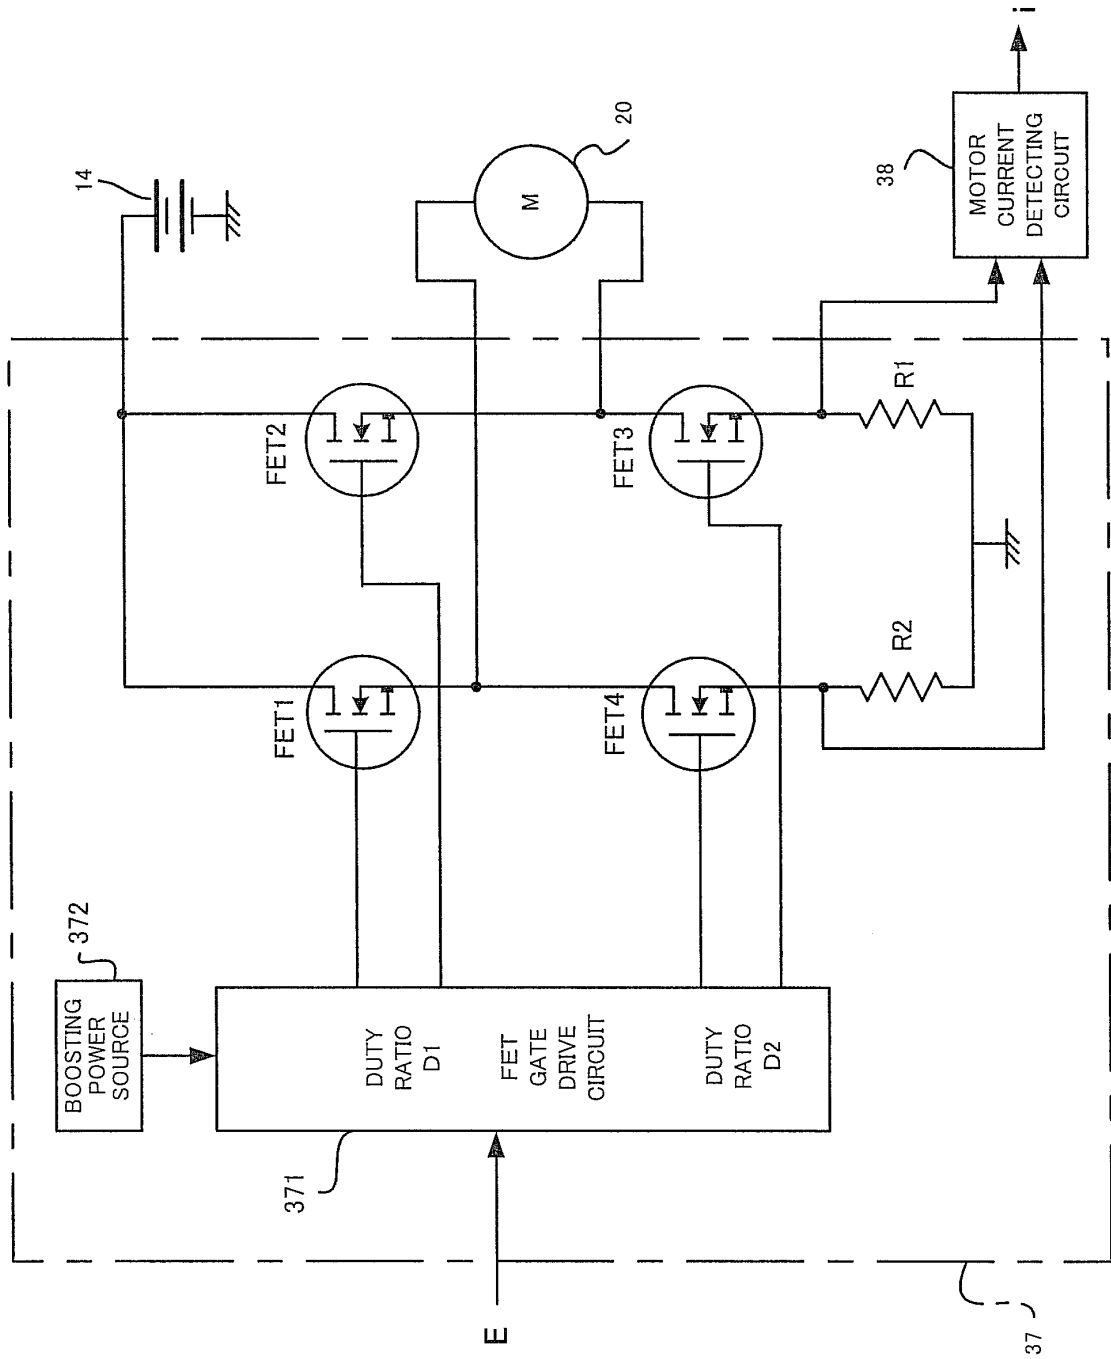 372
BOOSTING
POWER
SOURCE
14
FET1
FET2
371
DUTY
RATIO
D1
FET
GATE
DRIVE
CIRCUIT
DUTY
RATIO
D2
M
20
FET4
FET3
E
R2
R1
38
MOTOR
CURRENT
DETECTING
CIRCUIT
i
37